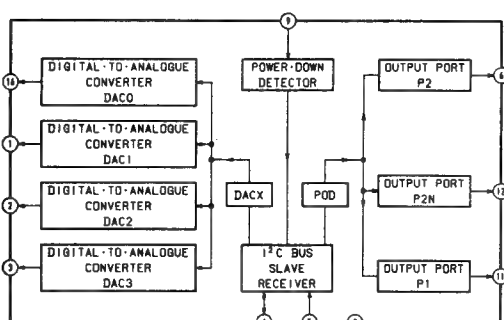 9
DIGITAL-TO-ANALOGUE
CONVERTER
DAC0
POWER-DOWN
DETECTOR
OUTPUT PORT
P2
16
6
DIGITAL-TO-ANALOGUE
CONVERTER
DAC1
1
DIGITAL-TO-ANALOGUE
CONVERTER
DAC2
2
DACX
POD
OUTPUT PORT
P2N
12
DIGITAL-TO-ANALOGUE
CONVERTER
DAC3
3
I²C BUS
SLAVE
RECEIVER
OUTPUT PORT
P1
11